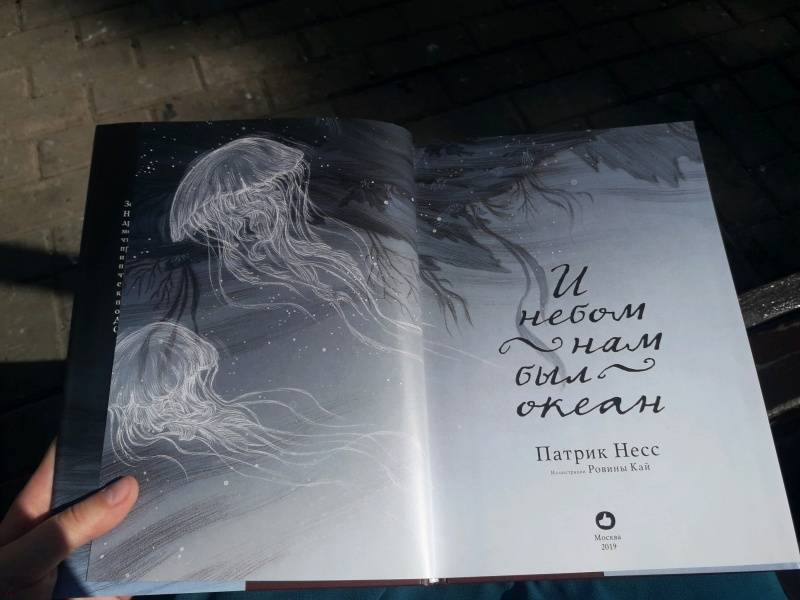 И
небом
нам
был
океан
Патрик Несс
Иллюстрации Ровины Кай
Москва
2019